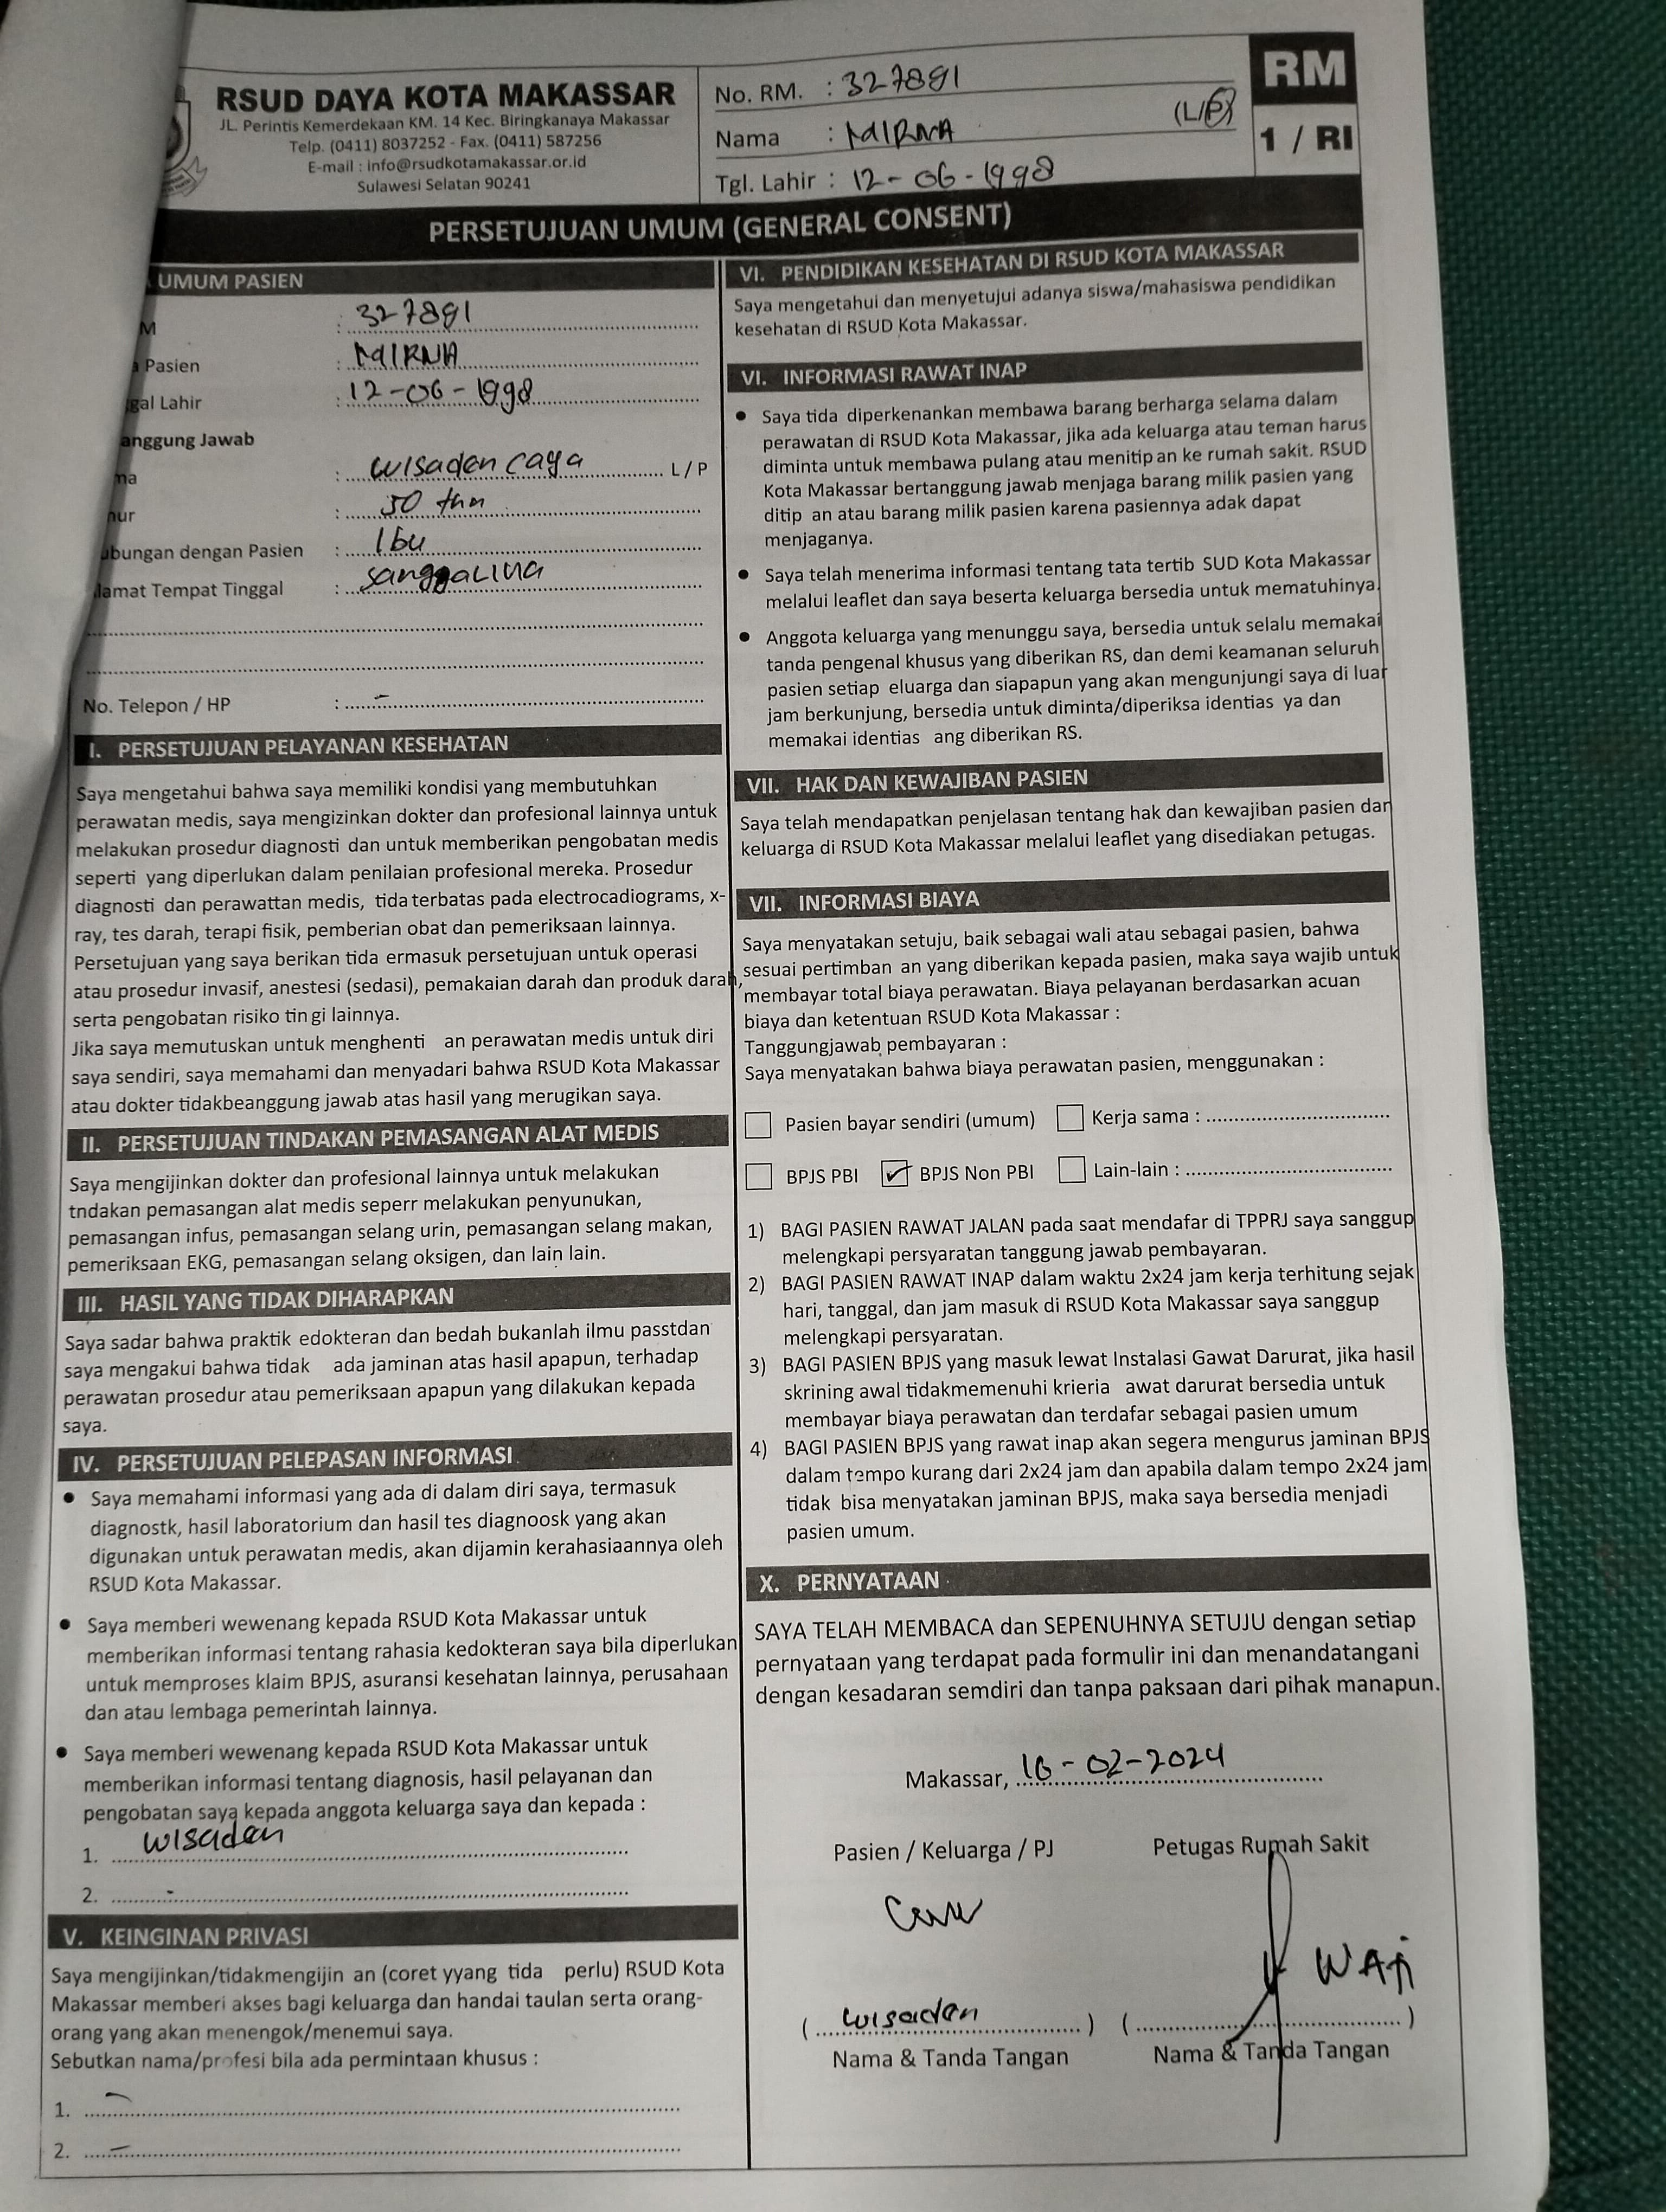 RSUD DAYA KOTA MAKASSAR
JL. Perintis Kemerdekaan KM. 14 Kec. Biringkanaya Makassar
Telp. (0411) 8037252 - Fax. (0411) 587256
E-mail : info@rsudkotamakassar.or.id
Sulawesi Selatan 90241
No. RM. : 327891
Nama : MIRNA (L/P)
Tgl. Lahir : 12-06-1998
RM
1 / RI
PERSETUJUAN UMUM (GENERAL CONSENT)
UMUM PASIEN
M : 327891
Pasien : MIRNA
gal Lahir : 12-06-1998
anggung Jawab
ma : wisaden caya L / P
mur : 50 thn
ubungan dengan Pasien : Ibu
lamat Tempat Tinggal : sanggalina
No. Telepon / HP : -
I. PERSETUJUAN PELAYANAN KESEHATAN
Saya mengetahui bahwa saya memiliki kondisi yang membutuhkan
perawatan medis, saya mengizinkan dokter dan profesional lainnya untuk
melakukan prosedur diagnosti dan untuk memberikan pengobatan medis
seperti yang diperlukan dalam penilaian profesional mereka. Prosedur
diagnosti dan perawattan medis, tida terbatas pada electrocadiograms, x-
ray, tes darah, terapi fisik, pemberian obat dan pemeriksaan lainnya.
Persetujuan yang saya berikan tida ermasuk persetujuan untuk operasi
atau prosedur invasif, anestesi (sedasi), pemakaian darah dan produk darah,
serta pengobatan risiko tin gi lainnya.
Jika saya memutuskan untuk menghenti an perawatan medis untuk diri
saya sendiri, saya memahami dan menyadari bahwa RSUD Kota Makassar
atau dokter tidakbeanggung jawab atas hasil yang merugikan saya.
II. PERSETUJUAN TINDAKAN PEMASANGAN ALAT MEDIS
Saya mengijinkan dokter dan profesional lainnya untuk melakukan
tndakan pemasangan alat medis seperr melakukan penyunukan,
pemasangan infus, pemasangan selang urin, pemasangan selang makan,
pemeriksaan EKG, pemasangan selang oksigen, dan lain lain.
III. HASIL YANG TIDAK DIHARAPKAN
Saya sadar bahwa praktik edokteran dan bedah bukanlah ilmu passtdan
saya mengakui bahwa tidak ada jaminan atas hasil apapun, terhadap
perawatan prosedur atau pemeriksaan apapun yang dilakukan kepada
saya.
IV. PERSETUJUAN PELEPASAN INFORMASI
• Saya memahami informasi yang ada di dalam diri saya, termasuk
diagnostk, hasil laboratorium dan hasil tes diagnoosk yang akan
digunakan untuk perawatan medis, akan dijamin kerahasiaannya oleh
RSUD Kota Makassar.
• Saya memberi wewenang kepada RSUD Kota Makassar untuk
memberikan informasi tentang rahasia kedokteran saya bila diperlukan
untuk memproses klaim BPJS, asuransi kesehatan lainnya, perusahaan
dan atau lembaga pemerintah lainnya.
• Saya memberi wewenang kepada RSUD Kota Makassar untuk
memberikan informasi tentang diagnosis, hasil pelayanan dan
pengobatan saya kepada anggota keluarga saya dan kepada :
1. wisaden
2. -
V. KEINGINAN PRIVASI
Saya mengijinkan/tidakmengijin an (coret yyang tida perlu) RSUD Kota
Makassar memberi akses bagi keluarga dan handai taulan serta orang-
orang yang akan menengok/menemui saya.
Sebutkan nama/profesi bila ada permintaan khusus :
1. -
2. -
VI. PENDIDIKAN KESEHATAN DI RSUD KOTA MAKASSAR
Saya mengetahui dan menyetujui adanya siswa/mahasiswa pendidikan
kesehatan di RSUD Kota Makassar.
VI. INFORMASI RAWAT INAP
• Saya tida diperkenankan membawa barang berharga selama dalam
perawatan di RSUD Kota Makassar, jika ada keluarga atau teman harus
diminta untuk membawa pulang atau menitip an ke rumah sakit. RSUD
Kota Makassar bertanggung jawab menjaga barang milik pasien yang
ditip an atau barang milik pasien karena pasiennya adak dapat
menjaganya.
• Saya telah menerima informasi tentang tata tertib SUD Kota Makassar
melalui leaflet dan saya beserta keluarga bersedia untuk mematuhinya.
• Anggota keluarga yang menunggu saya, bersedia untuk selalu memakai
tanda pengenal khusus yang diberikan RS, dan demi keamanan seluruh
pasien setiap eluarga dan siapapun yang akan mengunjungi saya di luar
jam berkunjung, bersedia untuk diminta/diperiksa identias ya dan
memakai identias ang diberikan RS.
VII. HAK DAN KEWAJIBAN PASIEN
Saya telah mendapatkan penjelasan tentang hak dan kewajiban pasien dan
keluarga di RSUD Kota Makassar melalui leaflet yang disediakan petugas.
VII. INFORMASI BIAYA
Saya menyatakan setuju, baik sebagai wali atau sebagai pasien, bahwa
sesuai pertimban an yang diberikan kepada pasien, maka saya wajib untuk
membayar total biaya perawatan. Biaya pelayanan berdasarkan acuan
biaya dan ketentuan RSUD Kota Makassar :
Tanggungjawab pembayaran :
Saya menyatakan bahwa biaya perawatan pasien, menggunakan :
☐ Pasien bayar sendiri (umum) ☐ Kerja sama :
☐ BPJS PBI ☑ BPJS Non PBI ☐ Lain-lain :
1) BAGI PASIEN RAWAT JALAN pada saat mendafar di TPPRJ saya sanggup
melengkapi persyaratan tanggung jawab pembayaran.
2) BAGI PASIEN RAWAT INAP dalam waktu 2x24 jam kerja terhitung sejak
hari, tanggal, dan jam masuk di RSUD Kota Makassar saya sanggup
melengkapi persyaratan.
3) BAGI PASIEN BPJS yang masuk lewat Instalasi Gawat Darurat, jika hasil
skrining awal tidakmemenuhi krieria awat darurat bersedia untuk
membayar biaya perawatan dan terdafar sebagai pasien umum
4) BAGI PASIEN BPJS yang rawat inap akan segera mengurus jaminan BPJS
dalam tempo kurang dari 2x24 jam dan apabila dalam tempo 2x24 jam
tidak bisa menyatakan jaminan BPJS, maka saya bersedia menjadi
pasien umum.
X. PERNYATAAN
SAYA TELAH MEMBACA dan SEPENUHNYA SETUJU dengan setiap
pernyataan yang terdapat pada formulir ini dan menandatangani
dengan kesadaran semdiri dan tanpa paksaan dari pihak manapun.
Makassar, 16-02-2024
Pasien / Keluarga / PJ Petugas Rumah Sakit
( wisaden ) ( )
Nama & Tanda Tangan Nama & Tanda Tangan